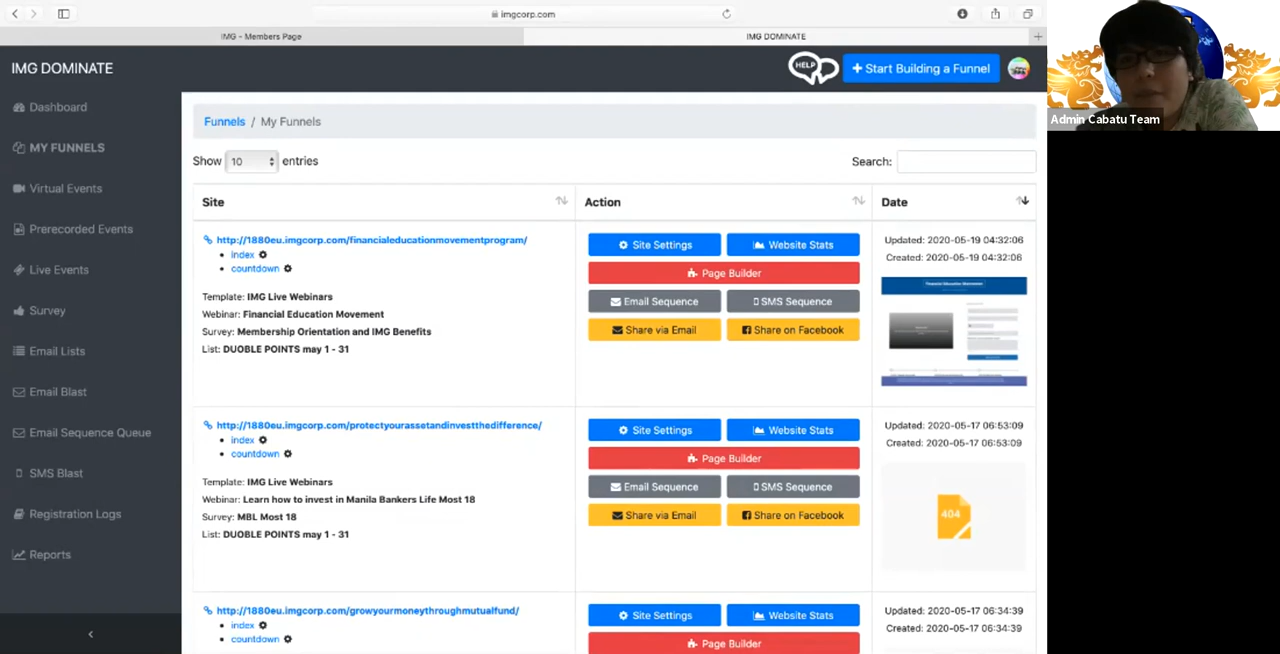 imgcorp.com
IMG - Members Page
IMG DOMINATE
IMG DOMINATE
HELP
+ Start Building a Funnel
Admin Cabatu Team
Dashboard
MY FUNNELS
Virtual Events
Prerecorded Events
Live Events
Survey
Email Lists
Email Blast
Email Sequence Queue
SMS Blast
Registration Logs
Reports
Funnels / My Funnels
Show 10 entries
Search:
Site
Action
Date
http://1880eu.imgcorp.com/financialeducationmovementprogram/
index
countdown
Template: IMG Live Webinars
Webinar: Financial Education Movement
Survey: Membership Orientation and IMG Benefits
List: DUOBLE POINTS may 1 - 31
Site Settings
Website Stats
Page Builder
Email Sequence
SMS Sequence
Share via Email
Share on Facebook
Updated: 2020-05-19 04:32:06
Created: 2020-05-19 04:32:06
Financial Education Movement
http://1880eu.imgcorp.com/protectyourassetandinvestthedifference/
index
countdown
Template: IMG Live Webinars
Webinar: Learn how to invest in Manila Bankers Life Most 18
Survey: MBL Most 18
List: DUOBLE POINTS may 1 - 31
Site Settings
Website Stats
Page Builder
Email Sequence
SMS Sequence
Share via Email
Share on Facebook
Updated: 2020-05-17 06:53:09
Created: 2020-05-17 06:53:09
404
http://1880eu.imgcorp.com/growyourmoneythroughmutualfund/
index
countdown
Site Settings
Website Stats
Page Builder
Updated: 2020-05-17 06:34:39
Created: 2020-05-17 06:34:39